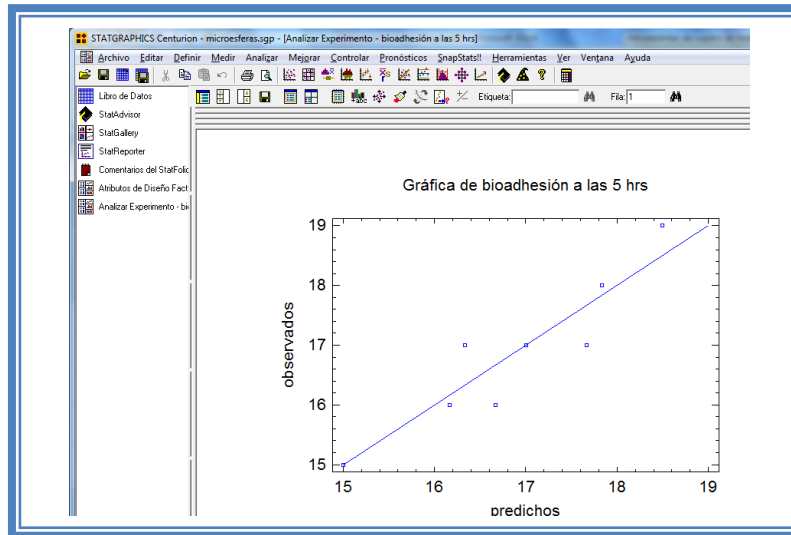 STATGRAPHICS Centurion - microesferas.sgp - [Analizar Experimento - bioadhesión a las 5 hrs]
Archivo Editar Definir Medir Analizar Mejorar Controlar Pronósticos SnapStats!! Herramientas Ver Ventana Ayuda
Etiqueta: Fila: 1
Libro de Datos
StatAdvisor
StatGallery
StatReporter
Comentarios del StatFolic
Atributos de Diseño Fact
Analizar Experimento - bi
Gráfica de bioadhesión a las 5 hrs
observados
19
18
17
16
15
15 16 17 18 19
predichos